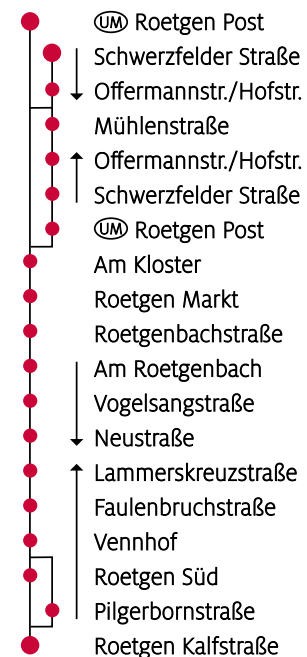 UM Roetgen Post
Schwerzfelder Straße
Offermannstr./Hofstr.
Mühlenstraße
Offermannstr./Hofstr.
Schwerzfelder Straße
UM Roetgen Post
Am Kloster
Roetgen Markt
Roetgenbachstraße
Am Roetgenbach
Vogelsangstraße
Neustraße
Lammerskreuzstraße
Faulenbruchstraße
Vennhof
Roetgen Süd
Pilgerbornstraße
Roetgen Kalfstraße